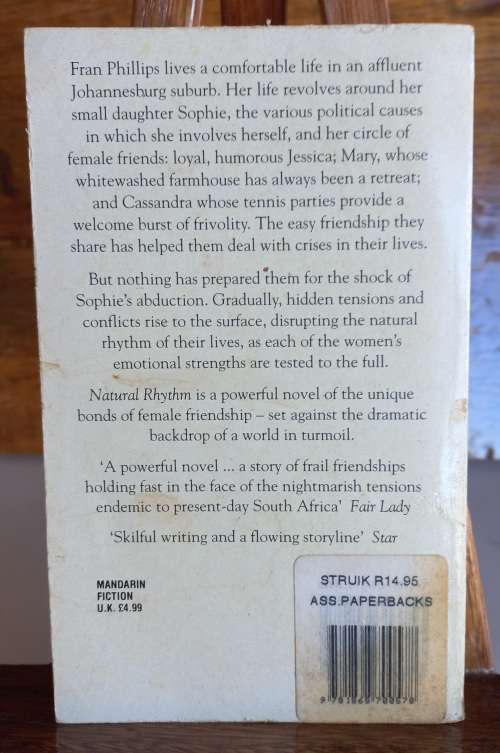 Fran Phillips lives a comfortable life in an affluent
Johannesburg suburb. Her life revolves around her
small daughter Sophie, the various political causes
in which she involves herself, and her circle of
female friends: loyal, humorous Jessica; Mary, whose
whitewashed farmhouse has always been a retreat;
and Cassandra whose tennis parties provide a
welcome burst of frivolity. The easy friendship they
share has helped them deal with crises in their lives.
But nothing has prepared them for the shock of
Sophie's abduction. Gradually, hidden tensions and
conflicts rise to the surface, disrupting the natural
rhythm of their lives, as each of the women's
emotional strengths are tested to the full.
Natural Rhythm is a powerful novel of the unique
bonds of female friendship – set against the dramatic
backdrop of a world in turmoil.
'A powerful novel ... a story of frail friendships
holding fast in the face of the nightmarish tensions
endemic to present-day South Africa' Fair Lady
'Skilful writing and a flowing storyline' Star
MANDARIN
FICTION
U.K. £4.99
STRUIK R14.95
ASS.PAPERBACKS